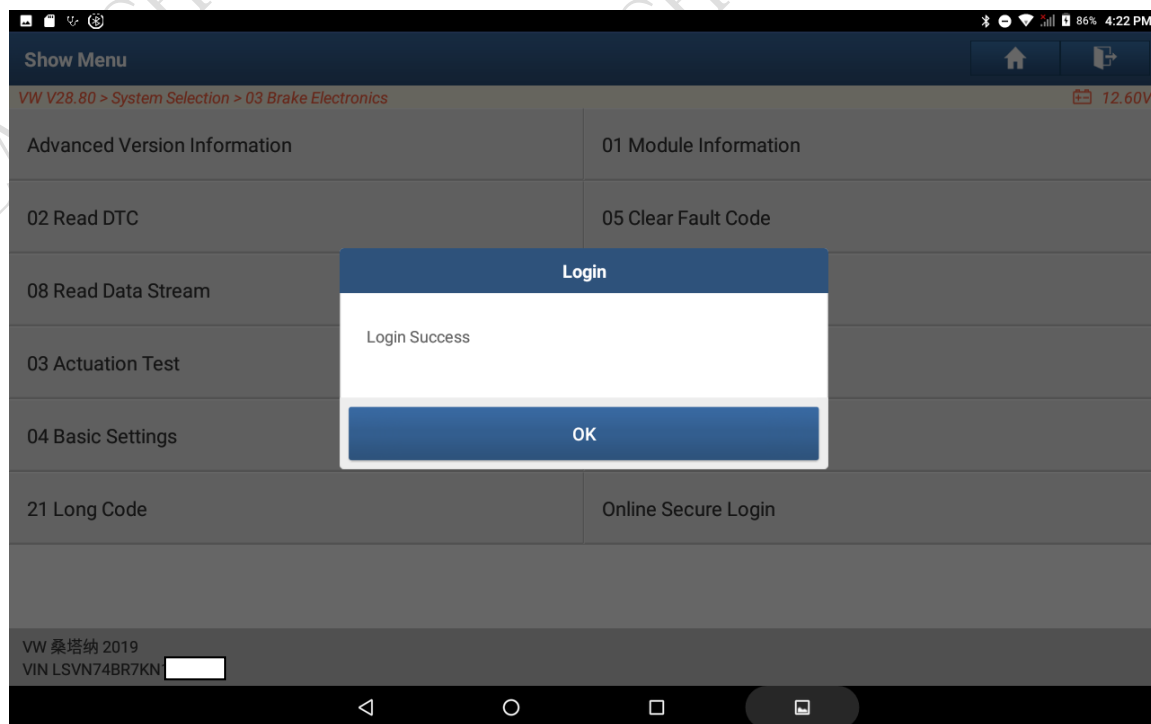 86% 4:22 PM
Show Menu
VW V28.80 > System Selection > 03 Brake Electronics
12.60V
Advanced Version Information
01 Module Information
02 Read DTC
05 Clear Fault Code
08 Read Data Stream
03 Actuation Test
04 Basic Settings
21 Long Code
Online Secure Login
Login
Login Success
OK
VW 桑塔纳 2019
VIN LSVN74BR7KN